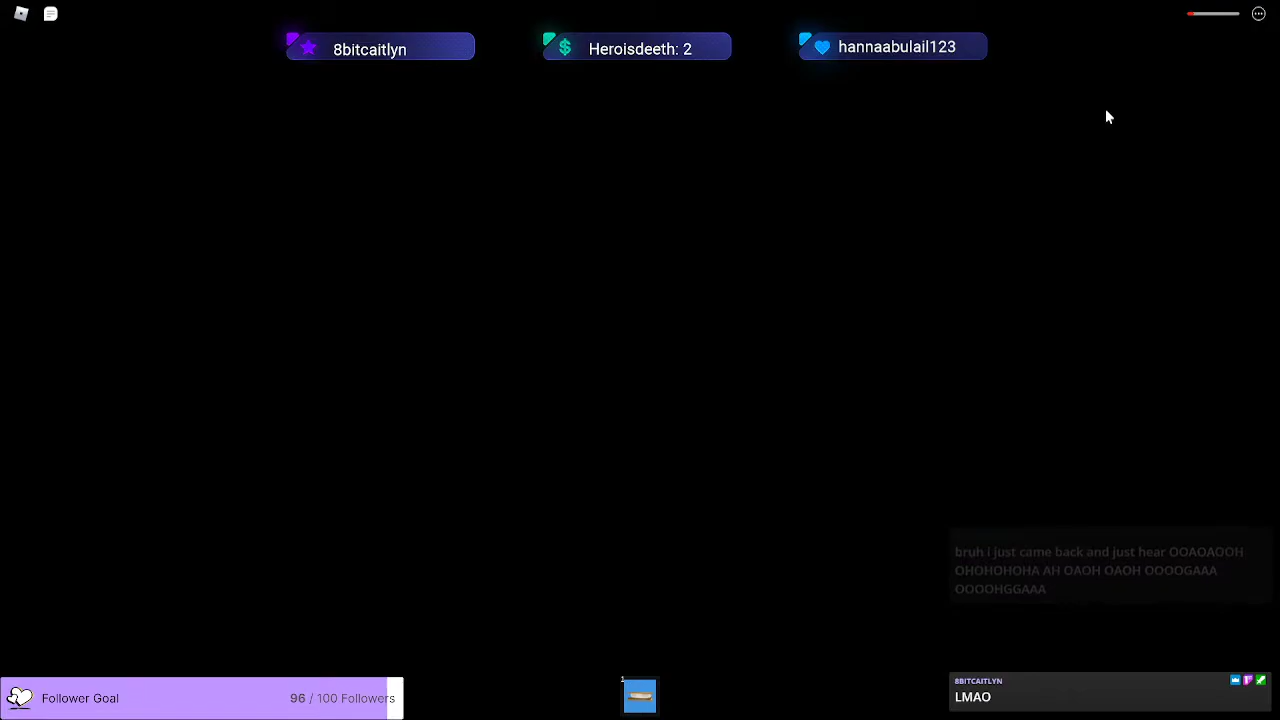 8bitcaitlyn
Heroisdeeth: 2
hannaabulail123
bruh i just came back and just hear OOAOAOOH
OHOHOHOHA AH OAOH OAOH OOOOGAAA
OOOOHGGAAA
8BITCAITLYN
LMAO
1
Follower Goal
96 / 100 Followers